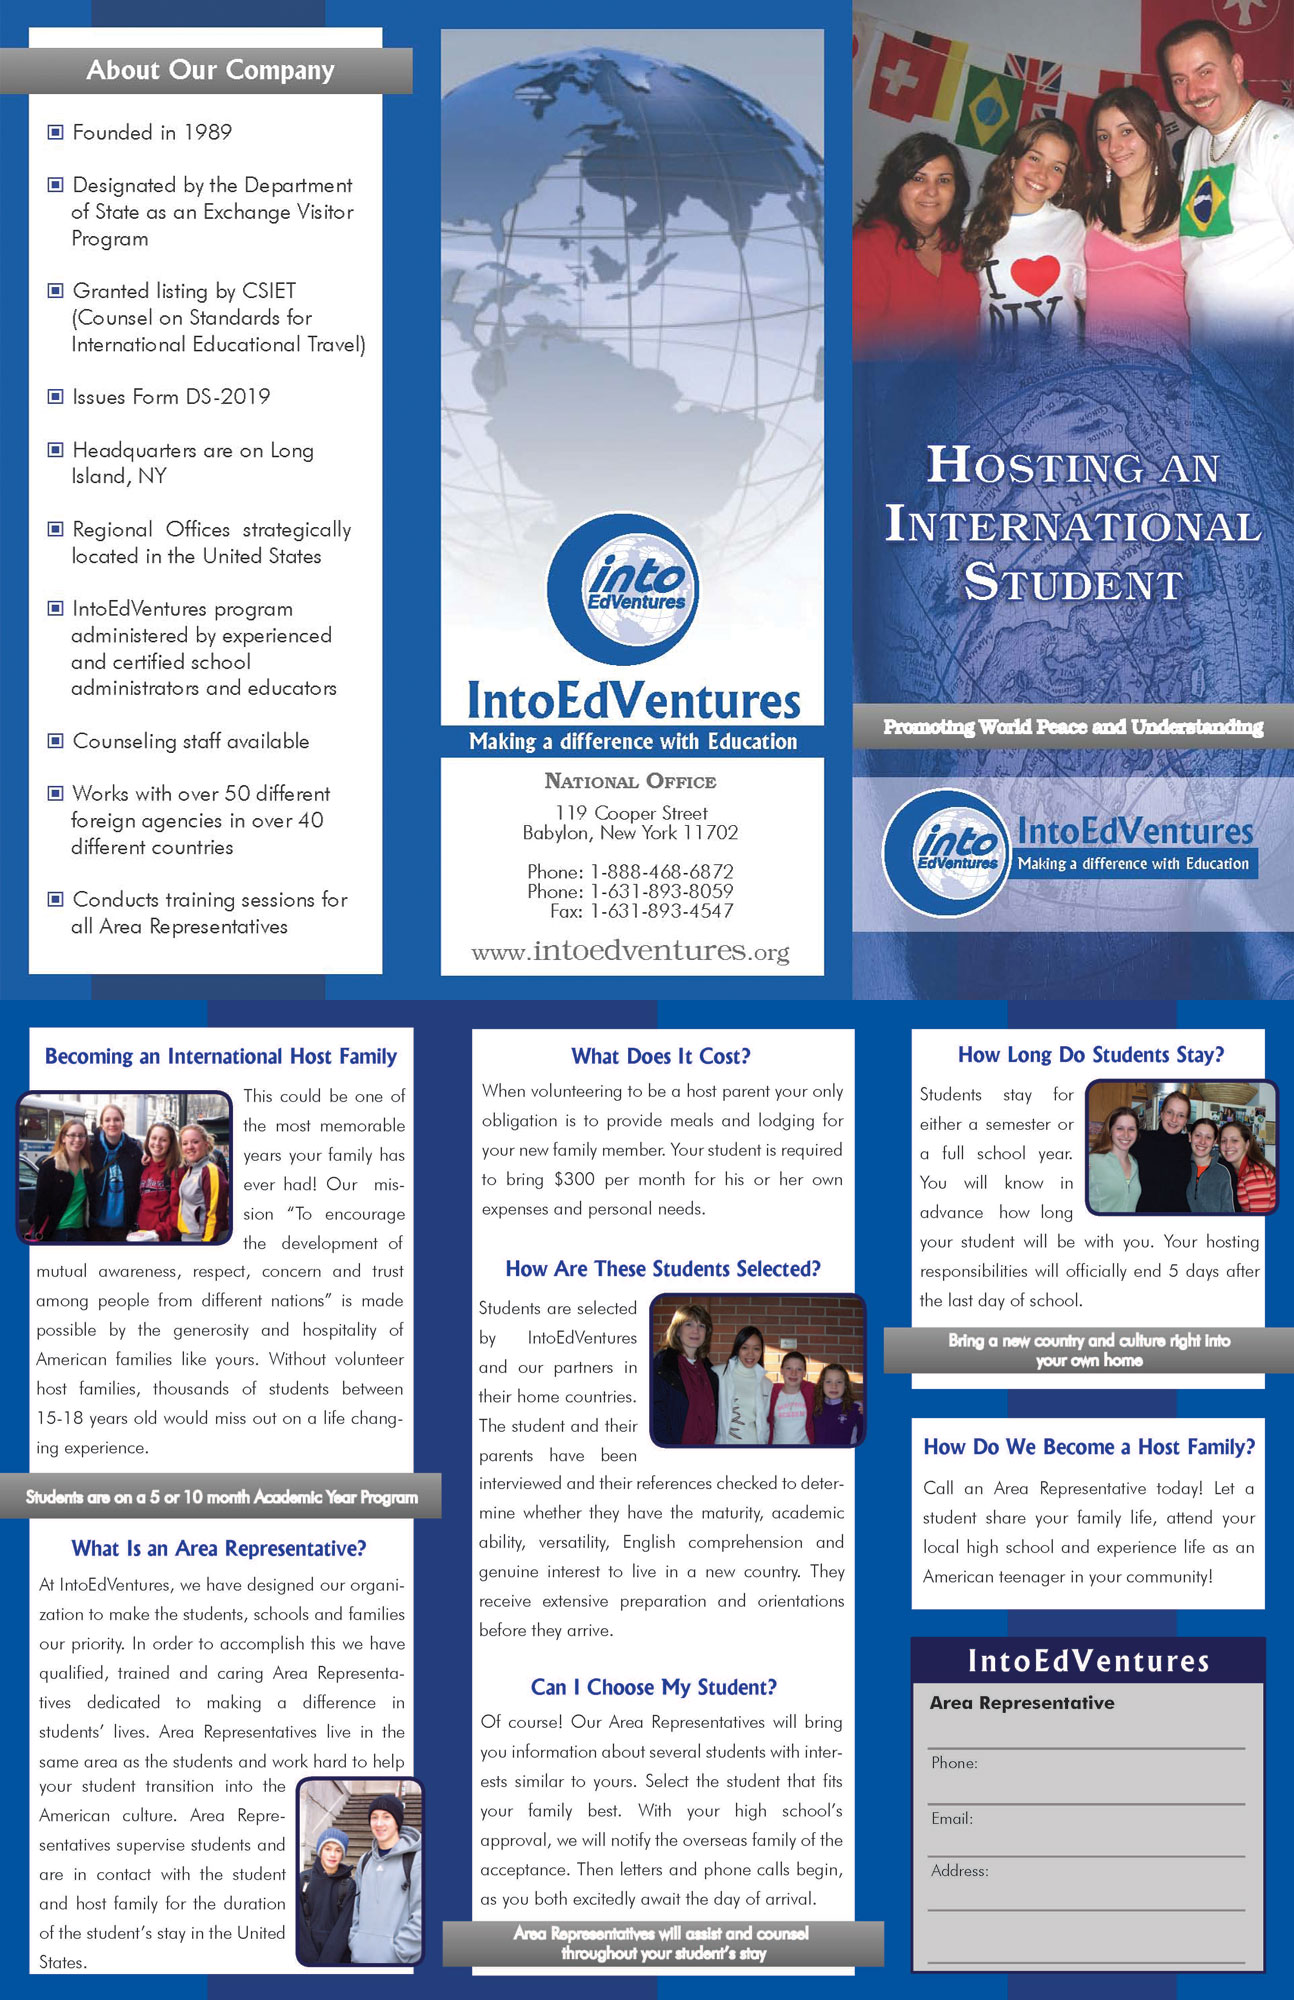 About Our Company
Founded in 1989
Designated by the Department
of State as an Exchange Visitor
Program
Granted listing by CSIET
(Counsel on Standards for
International Educational Travel)
Issues Form DS-2019
Headquarters are on Long
Island, NY
Regional Offices strategically
located in the United States
IntoEdVentures program
administered by experienced
and certified school
administrators and educators
Counseling staff available
Works with over 50 different
foreign agencies in over 40
different countries
Conducts training sessions for
all Area Representatives
into
EdVentures
IntoEdVentures
Making a difference with Education
NATIONAL OFFICE
119 Cooper Street
Babylon, New York 11702
Phone: 1-888-468-6872
Phone: 1-631-893-8059
Fax: 1-631-893-4547
www.intoedventures.org
I
NY
HOSTING AN
INTERNATIONAL
STUDENT
Promoting World Peace and Understanding
into
EdVentures
IntoEdVentures
Making a difference with Education
Becoming an International Host Family
This could be one of
the most memorable
years your family has
ever had! Our mis-
sion “To encourage
the development of
mutual awareness, respect, concern and trust
among people from different nations” is made
possible by the generosity and hospitality of
American families like yours. Without volunteer
host families, thousands of students between
15-18 years old would miss out on a life chang-
ing experience.
Students are on a 5 or 10 month Academic Year Program
What Is an Area Representative?
At IntoEdVentures, we have designed our organi-
zation to make the students, schools and families
our priority. In order to accomplish this we have
qualified, trained and caring Area Representa-
tives dedicated to making a difference in
students’ lives. Area Representatives live in the
same area as the students and work hard to help
your student transition into the
American culture. Area Repre-
sentatives supervise students and
are in contact with the student
and host family for the duration
of the student’s stay in the United
States.
What Does It Cost?
When volunteering to be a host parent your only
obligation is to provide meals and lodging for
your new family member. Your student is required
to bring $300 per month for his or her own
expenses and personal needs.
How Are These Students Selected?
Students are selected
by IntoEdVentures
and our partners in
their home countries.
The student and their
parents have been
interviewed and their references checked to deter-
mine whether they have the maturity, academic
ability, versatility, English comprehension and
genuine interest to live in a new country. They
receive extensive preparation and orientations
before they arrive.
Can I Choose My Student?
Of course! Our Area Representatives will bring
you information about several students with inter-
ests similar to yours. Select the student that fits
your family best. With your high school’s
approval, we will notify the overseas family of the
acceptance. Then letters and phone calls begin,
as you both excitedly await the day of arrival.
Area Representatives will assist and counsel
throughout your student’s stay
How Long Do Students Stay?
Students stay for
either a semester or
a full school year.
You will know in
advance how long
your student will be with you. Your hosting
responsibilities will officially end 5 days after
the last day of school.
Bring a new country and culture right into
your own home
How Do We Become a Host Family?
Call an Area Representative today! Let a
student share your family life, attend your
local high school and experience life as an
American teenager in your community!
IntoEdVentures
Area Representative
Phone:
Email:
Address: